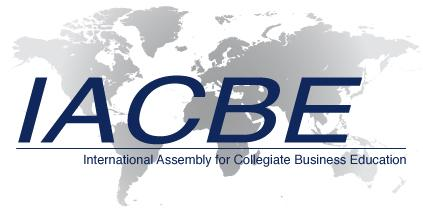 IACBE
International Assembly for Collegiate Business Education